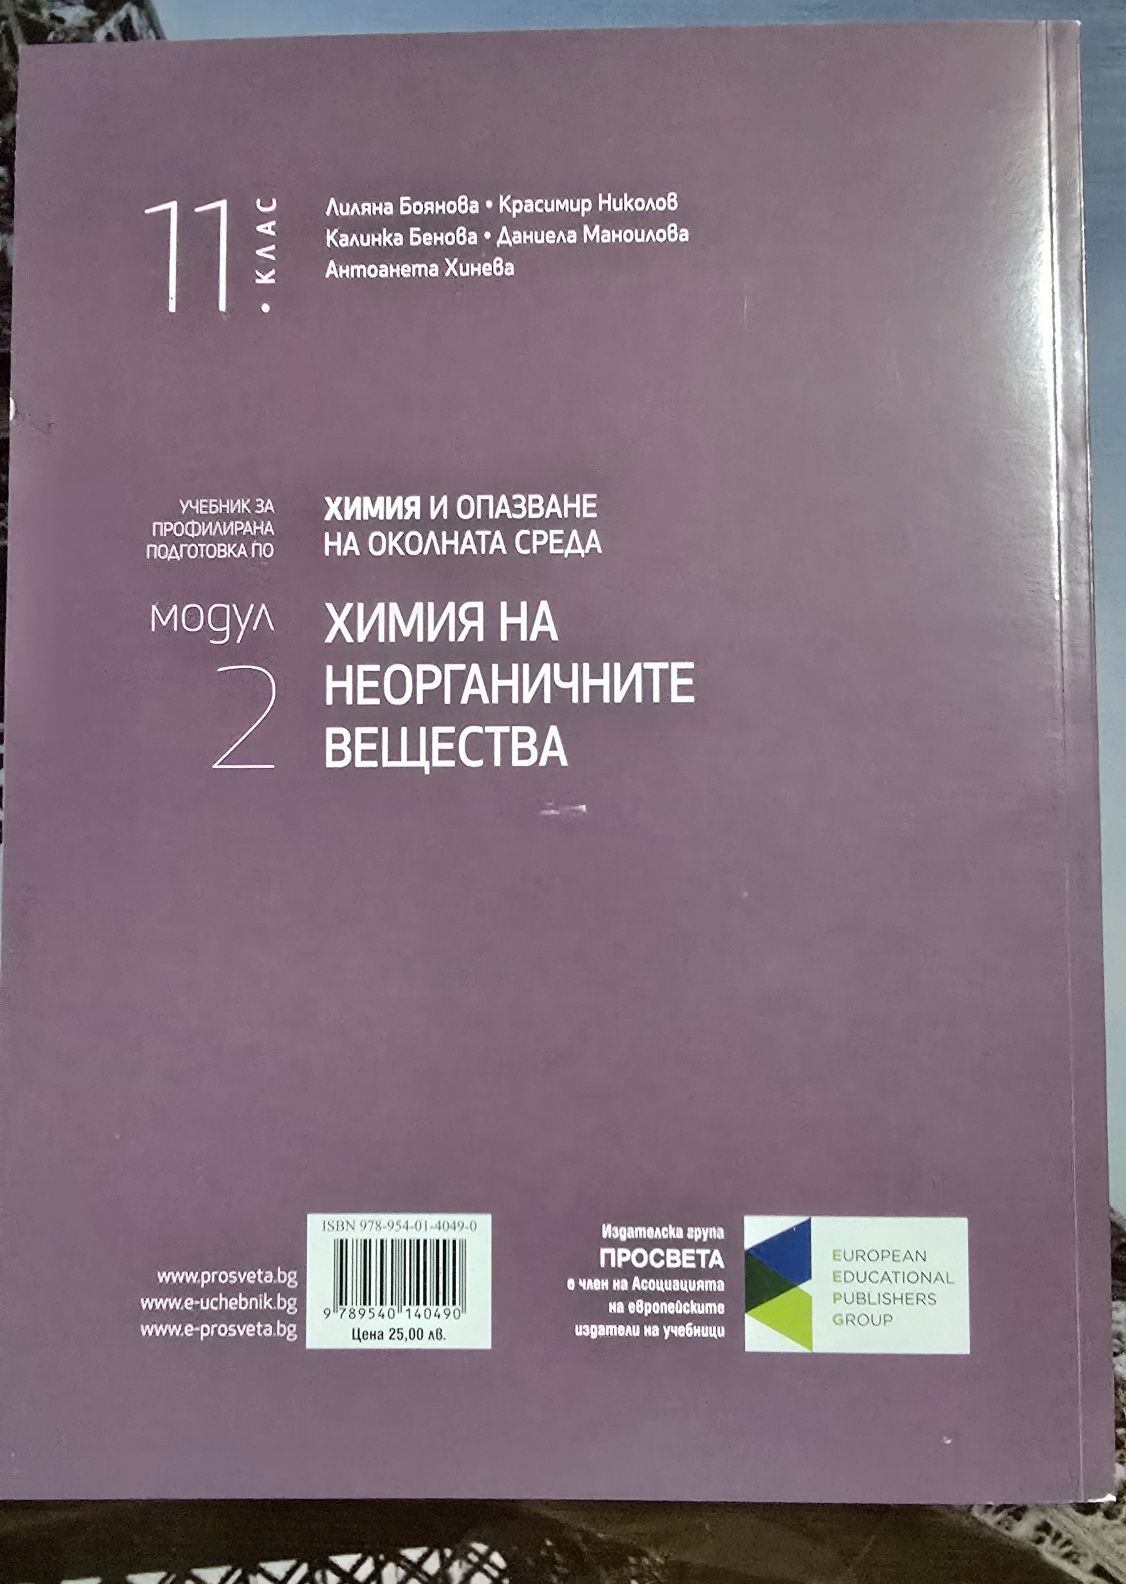 11. КЛАС
Лиляна Боянова • Красимир Николов
Калинка Бенова • Даниела Маноилова
Антоанета Хинева
УЧЕБНИК ЗА
ПРОФИЛИРАНА
ПОДГОТОВКА ПО
ХИМИЯ И ОПАЗВАНЕ
НА ОКОЛНАТА СРЕДА
МОДУЛ
2
ХИМИЯ НА
НЕОРГАНИЧНИТЕ
ВЕЩЕСТВА
www.prosveta.bg
www.e-uchebnik.bg
www.e-prosveta.bg
ISBN 978-954-01-4049-0
9 789540 140490
Цена 25,00 лв.
Издателска група
ПРОСВЕТА
е член на Асоциацията
на европейските
издатели на учебници
EUROPEAN
EDUCATIONAL
PUBLISHERS
GROUP